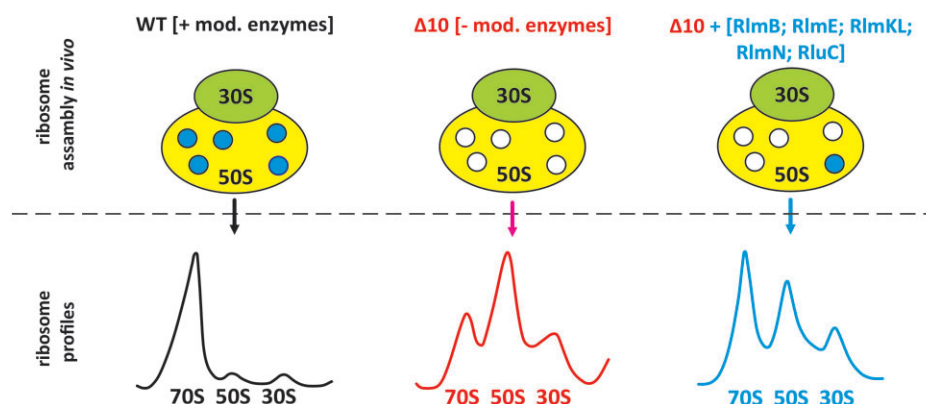 WT [+ mod. enzymes]
Δ10 [- mod. enzymes]
Δ10 + [RlmB; RlmE; RlmKL;
RlmN; RluC]
ribosome
assambly in vivo
30S
50S
30S
50S
30S
50S
ribosome
profiles
70S 50S 30S
70S 50S 30S
70S 50S 30S